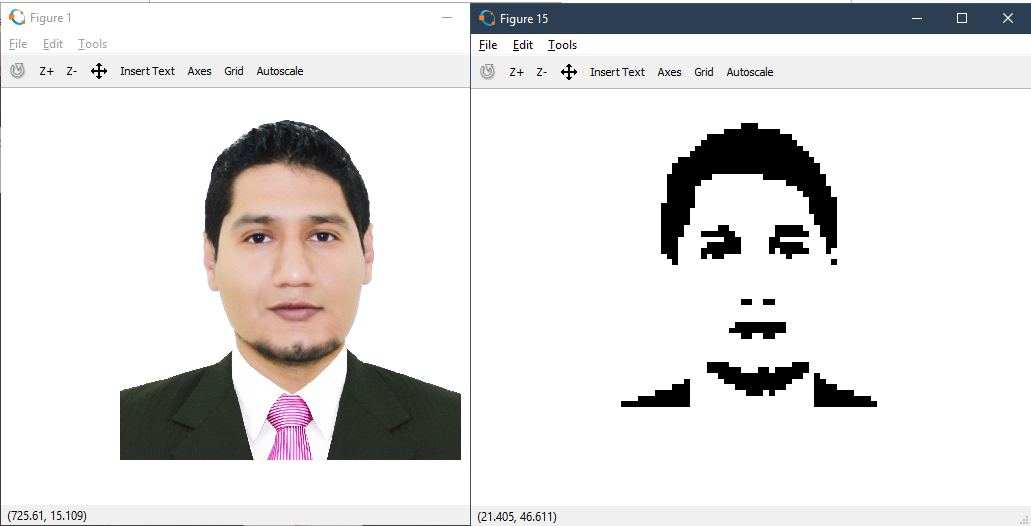 Figure 1
File Edit Tools
Z+ Z- Insert Text Axes Grid Autoscale
(725.61, 15.109)
Figure 15
File Edit Tools
Z+ Z- Insert Text Axes Grid Autoscale
(21.405, 46.611)